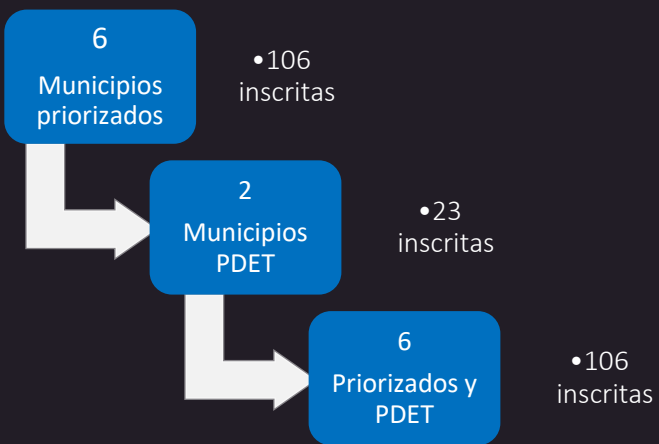 6
Municipios
priorizados
•106
inscritas
2
Municipios
PDET
•23
inscritas
6
Priorizados y
PDET
•106
inscritas